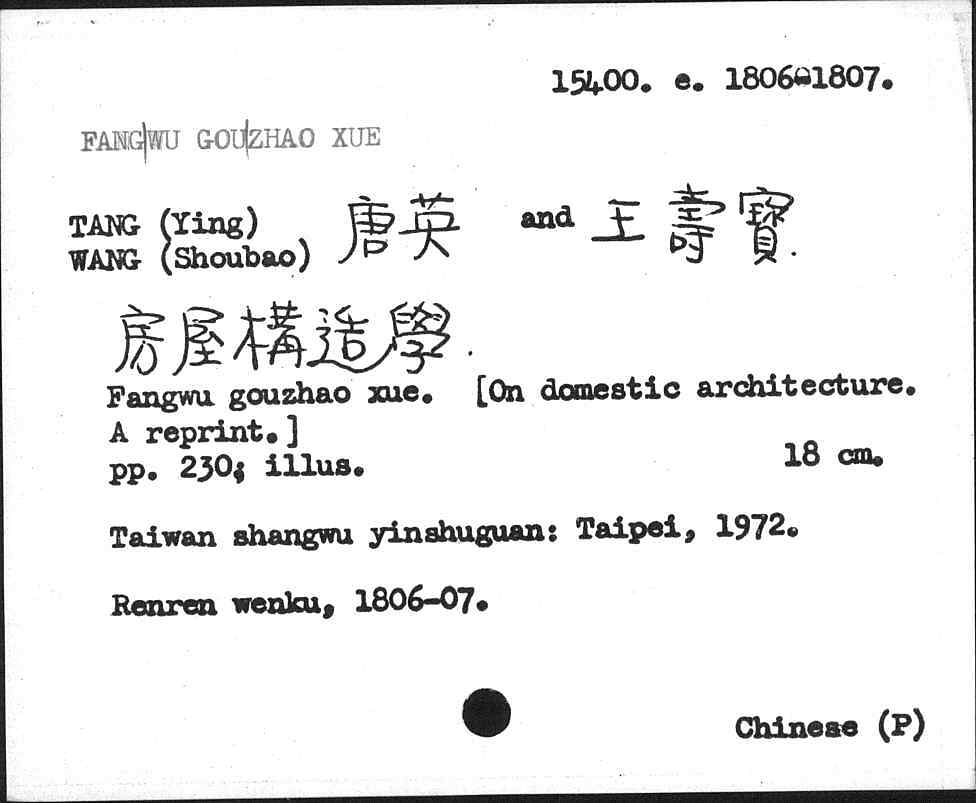 15400. e. 1806-1807.
FANG|WU GOU|ZHAO XUE
TANG (Ying) 唐英 and 王壽寶.
WANG (Shoubao)
房屋構造學.
Fangwu gouzhao xue. [On domestic architecture.
A reprint.]
pp. 230; illus. 18 cm.
Taiwan shangwu yinshuguan: Taipei, 1972.
Renren wenku, 1806-07.
Chinese (P)